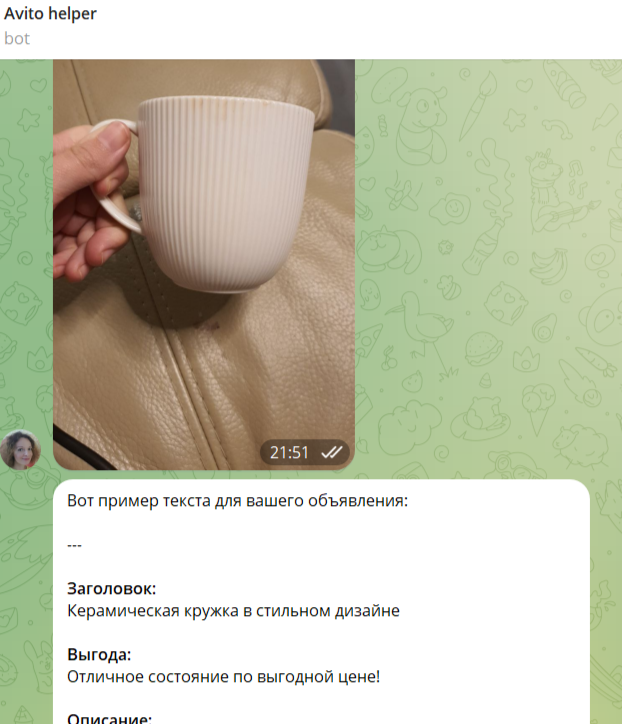 Avito helper
bot
21:51
Вот пример текста для вашего объявления:
---
Заголовок:
Керамическая кружка в стильном дизайне
Выгода:
Отличное состояние по выгодной цене!
Описание: